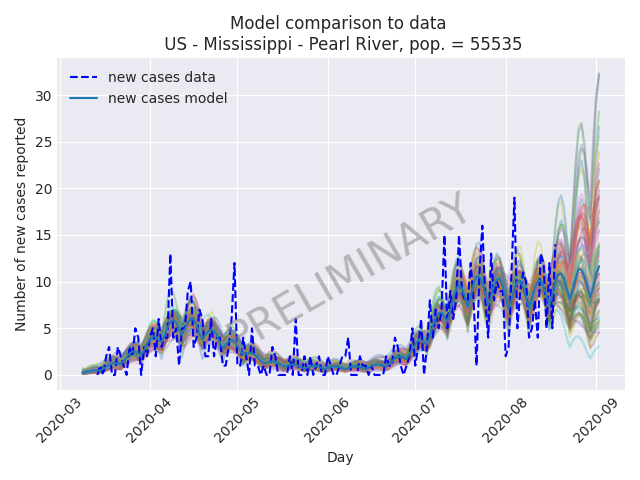 Model comparison to data
US - Mississippi - Pearl River, pop. = 55535
new cases data
new cases model
PRELIMINARY
Number of new cases reported
30
25
20
15
10
5
0
2020-03
2020-04
2020-05
2020-06
2020-07
2020-08
2020-09
Day